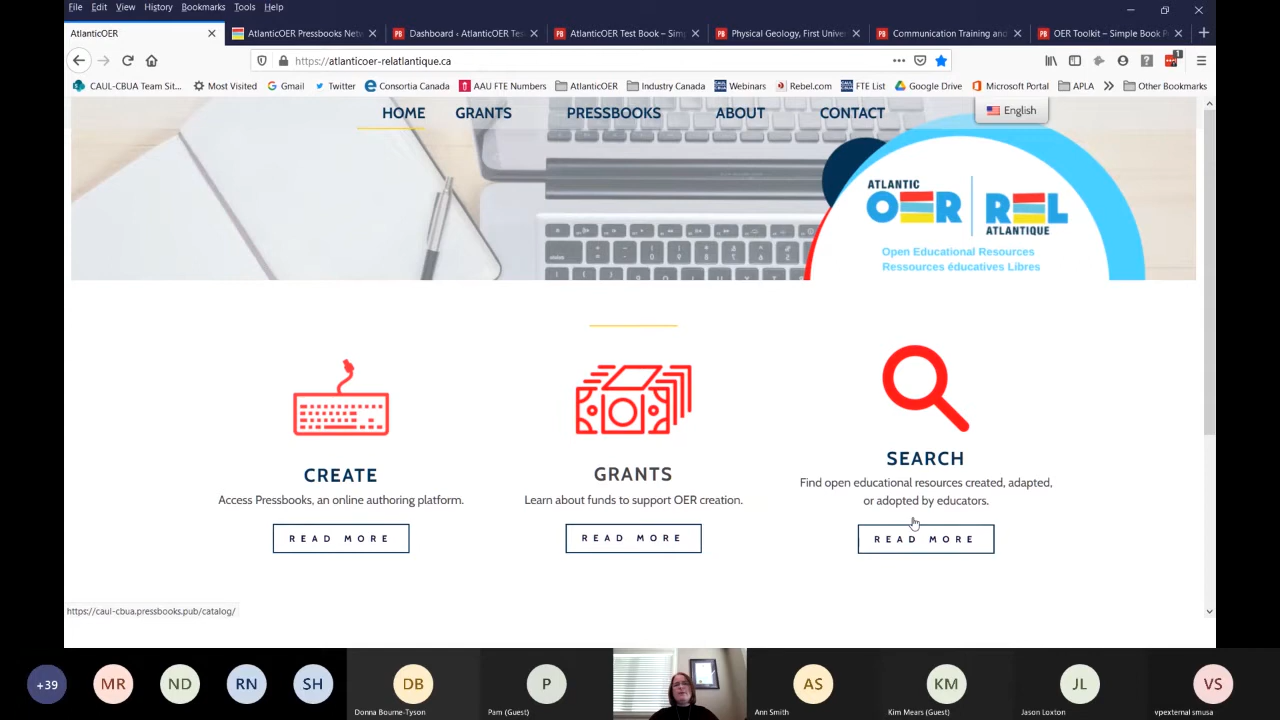 File Edit View History Bookmarks Tools Help
AtlanticOER
AtlanticOER Pressbooks Netw
Dashboard ‹ AtlanticOER Tes
AtlanticOER Test Book – Simp
Physical Geology, First Univer
Communication Training and
OER Toolkit – Simple Book P
https://atlanticoer-relatlantique.ca
1
CAUL-CBUA Team Sit... Most Visited Gmail Twitter Consortia Canada AAU FTE Numbers AtlanticOER Industry Canada Webinars Rebel.com FTE List Google Drive Microsoft Portal APLA Other Bookmarks
HOME GRANTS PRESSBOOKS ABOUT CONTACT
English
ATLANTIC
OER REL
ATLANTIQUE
Open Educational Resources
Ressources éducatives Libres
CREATE
Access Pressbooks, an online authoring platform.
READ MORE
GRANTS
Learn about funds to support OER creation.
READ MORE
SEARCH
Find open educational resources created, adapted,
or adopted by educators.
READ MORE
https://caul-cbua.pressbooks.pub/catalog/
+39 MR ND RN SH DB P AS KM JL VS
Donna Bourne-Tyson Pam (Guest) Ann Smith Kim Mears (Guest) Jason Loxton vpexternal smusa